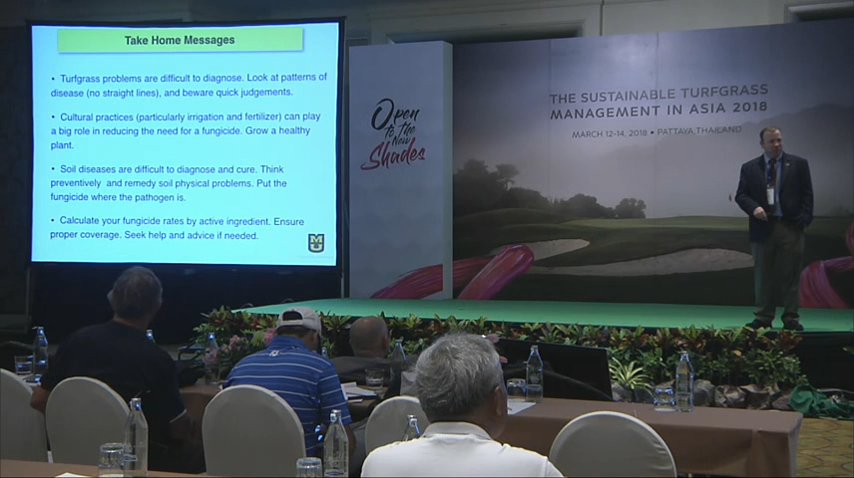 Take Home Messages
• Turfgrass problems are difficult to diagnose. Look at patterns of
disease (no straight lines), and beware quick judgements.
• Cultural practices (particularly irrigation and fertilizer) can play
a big role in reducing the need for a fungicide. Grow a healthy
plant.
• Soil diseases are difficult to diagnose and cure. Think
preventively and remedy soil physical problems. Put the
fungicide where the pathogen is.
• Calculate your fungicide rates by active ingredient. Ensure
proper coverage. Seek help and advice if needed.
MU
Open
to the
New
Shades
THE SUSTAINABLE TURFGRASS
MANAGEMENT IN ASIA 2018
MARCH 12-14, 2018 • PATTAYA, THAILAND